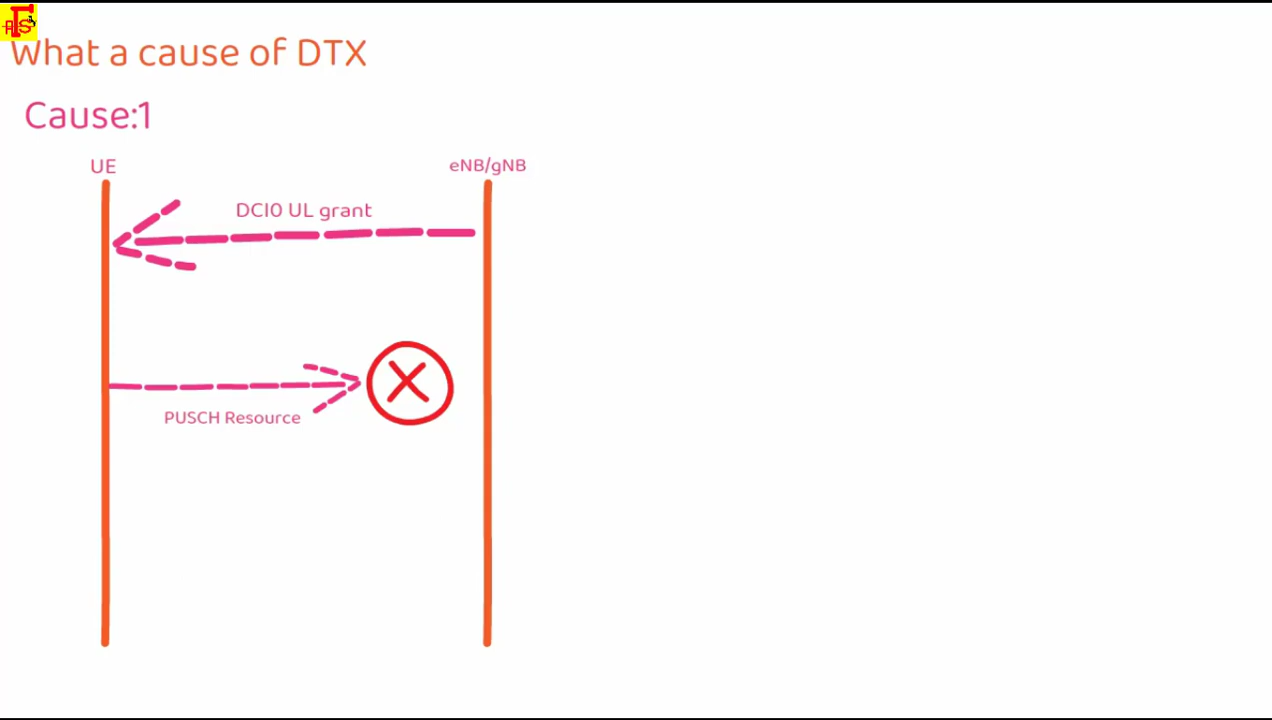 What a cause of DTX
Cause:1
UE
eNB/gNB
DCI0 UL grant
PUSCH Resource